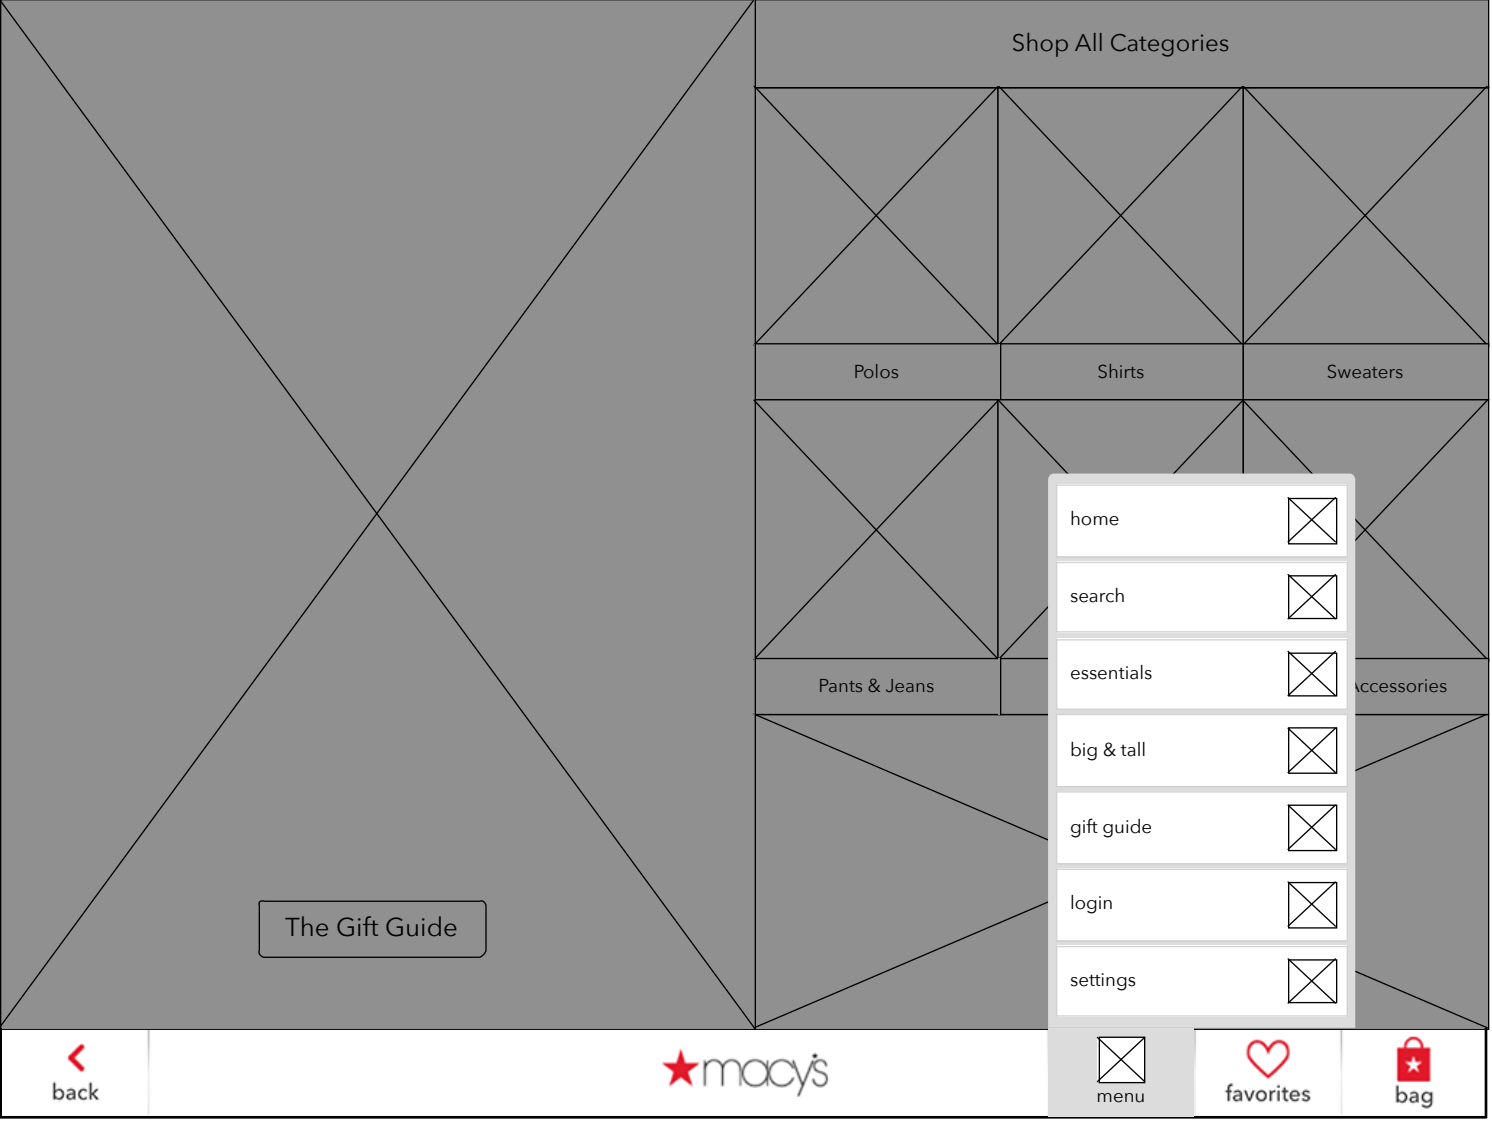 Shop All Categories
Polos
Shirts
Sweaters
Pants & Jeans
Accessories
The Gift Guide
home
search
essentials
big & tall
gift guide
login
settings
back
macy's
menu
favorites
bag